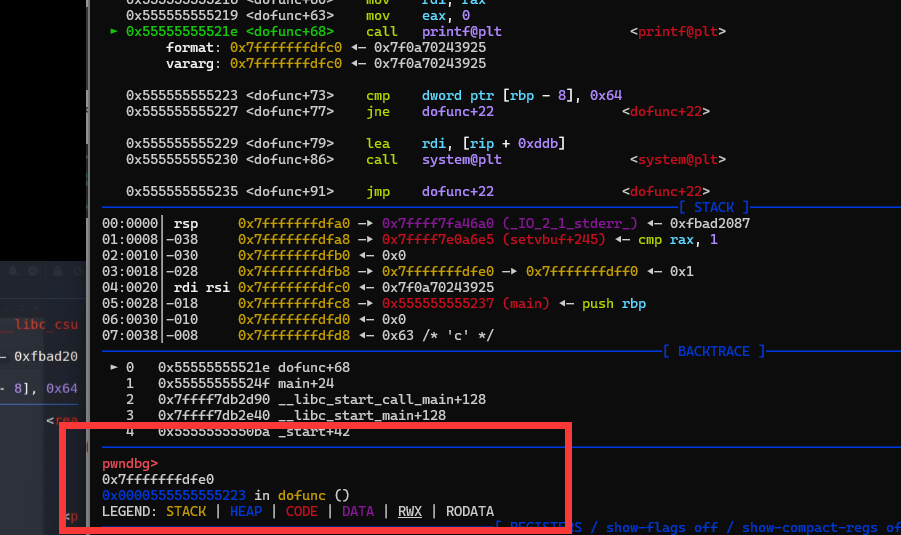 0x555555555219 <dofunc+63>    mov    eax, 0
► 0x55555555521e <dofunc+68>    call   printf@plt                <printf@plt>
format: 0x7fffffffdfc0 ◂— 0x7f0a70243925
vararg: 0x7fffffffdfc0 ◂— 0x7f0a70243925
0x555555555223 <dofunc+73>    cmp    dword ptr [rbp - 8], 0x64
0x555555555227 <dofunc+77>    jne    dofunc+22                <dofunc+22>
0x555555555229 <dofunc+79>    lea    rdi, [rip + 0xddb]
0x555555555230 <dofunc+86>    call   system@plt                <system@plt>
0x555555555235 <dofunc+91>    jmp    dofunc+22                <dofunc+22>
[ STACK ]
00:0000│ rsp     0x7fffffffdfa0 —▸ 0x7ffff7fa46a0 (_IO_2_1_stderr_) ◂— 0xfbad2087
01:0008│-038     0x7fffffffdfa8 —▸ 0x7ffff7e0a6e5 (setvbuf+245) ◂— cmp rax, 1
02:0010│-030     0x7fffffffdfb0 ◂— 0x0
03:0018│-028     0x7fffffffdfb8 —▸ 0x7fffffffdfe0 —▸ 0x7fffffffdff0 ◂— 0x1
04:0020│ rdi rsi 0x7fffffffdfc0 ◂— 0x7f0a70243925
05:0028│-018     0x7fffffffdfc8 —▸ 0x555555555237 (main) ◂— push rbp
06:0030│-010     0x7fffffffdfd0 ◂— 0x0
07:0038│-008     0x7fffffffdfd8 ◂— 0x63 /* 'c' */
[ BACKTRACE ]
► 0   0x55555555521e dofunc+68
1   0x55555555524f main+24
2   0x7ffff7db2d90 __libc_start_call_main+128
3   0x7ffff7db2e40 __libc_start_main+128
4   0x5555555550ba _start+42
pwndbg>
0x7fffffffdfe0
0x0000555555555223 in dofunc ()
LEGEND: STACK | HEAP | CODE | DATA | RWX | RODATA
[ REGISTERS / show-flags off / show-compact-regs of
__libc_csu
— 0xfbad20
- 8], 0x64
<rea
<p